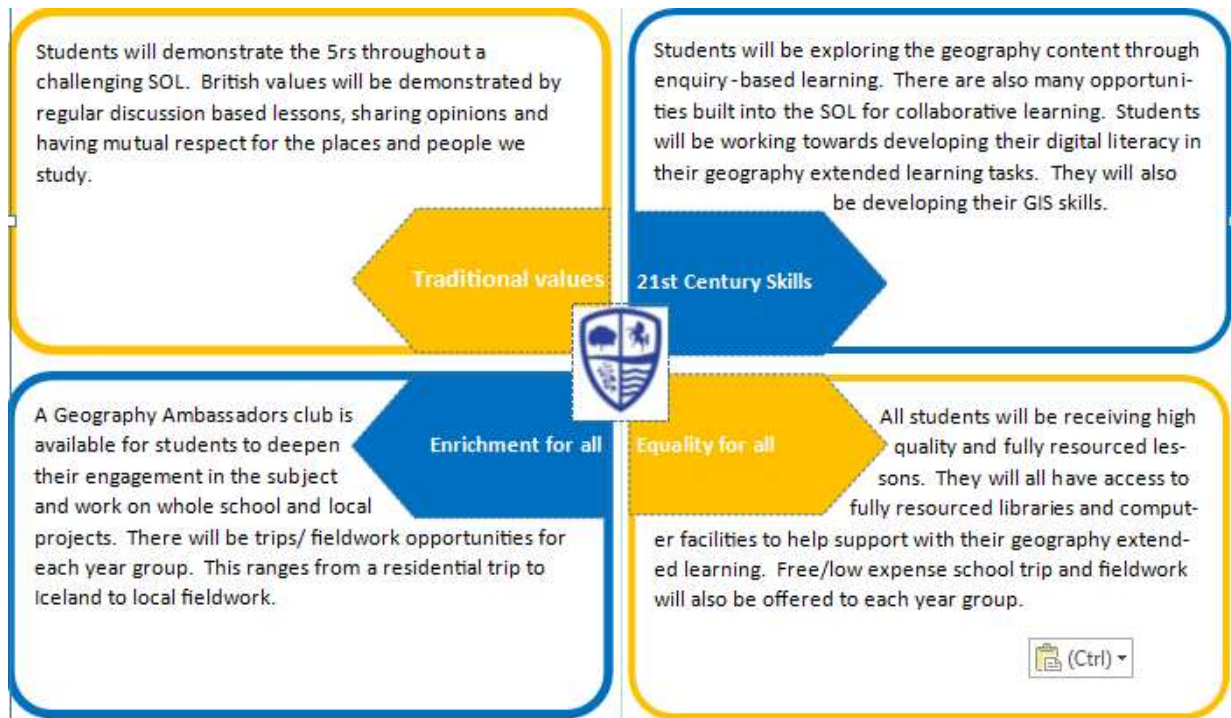 Students will demonstrate the 5rs throughout a
challenging SOL. British values will be demonstrated by
regular discussion based lessons, sharing opinions and
having mutual respect for the places and people we
study.
Traditional values
Students will be exploring the geography content through
enquiry-based learning. There are also many opportuni-
ties built into the SOL for collaborative learning. Students
will be working towards developing their digital literacy in
their geography extended learning tasks. They will also
be developing their GIS skills.
21st Century Skills
A Geography Ambassadors club is
available for students to deepen
their engagement in the subject
and work on whole school and local
projects. There will be trips/ fieldwork opportunities for
each year group. This ranges from a residential trip to
Iceland to local fieldwork.
Enrichment for all
Equality for all
All students will be receiving high
quality and fully resourced les-
sons. They will all have access to
fully resourced libraries and comput-
er facilities to help support with their geography extend-
ed learning. Free/low expense school trip and fieldwork
will also be offered to each year group.
(Ctrl)